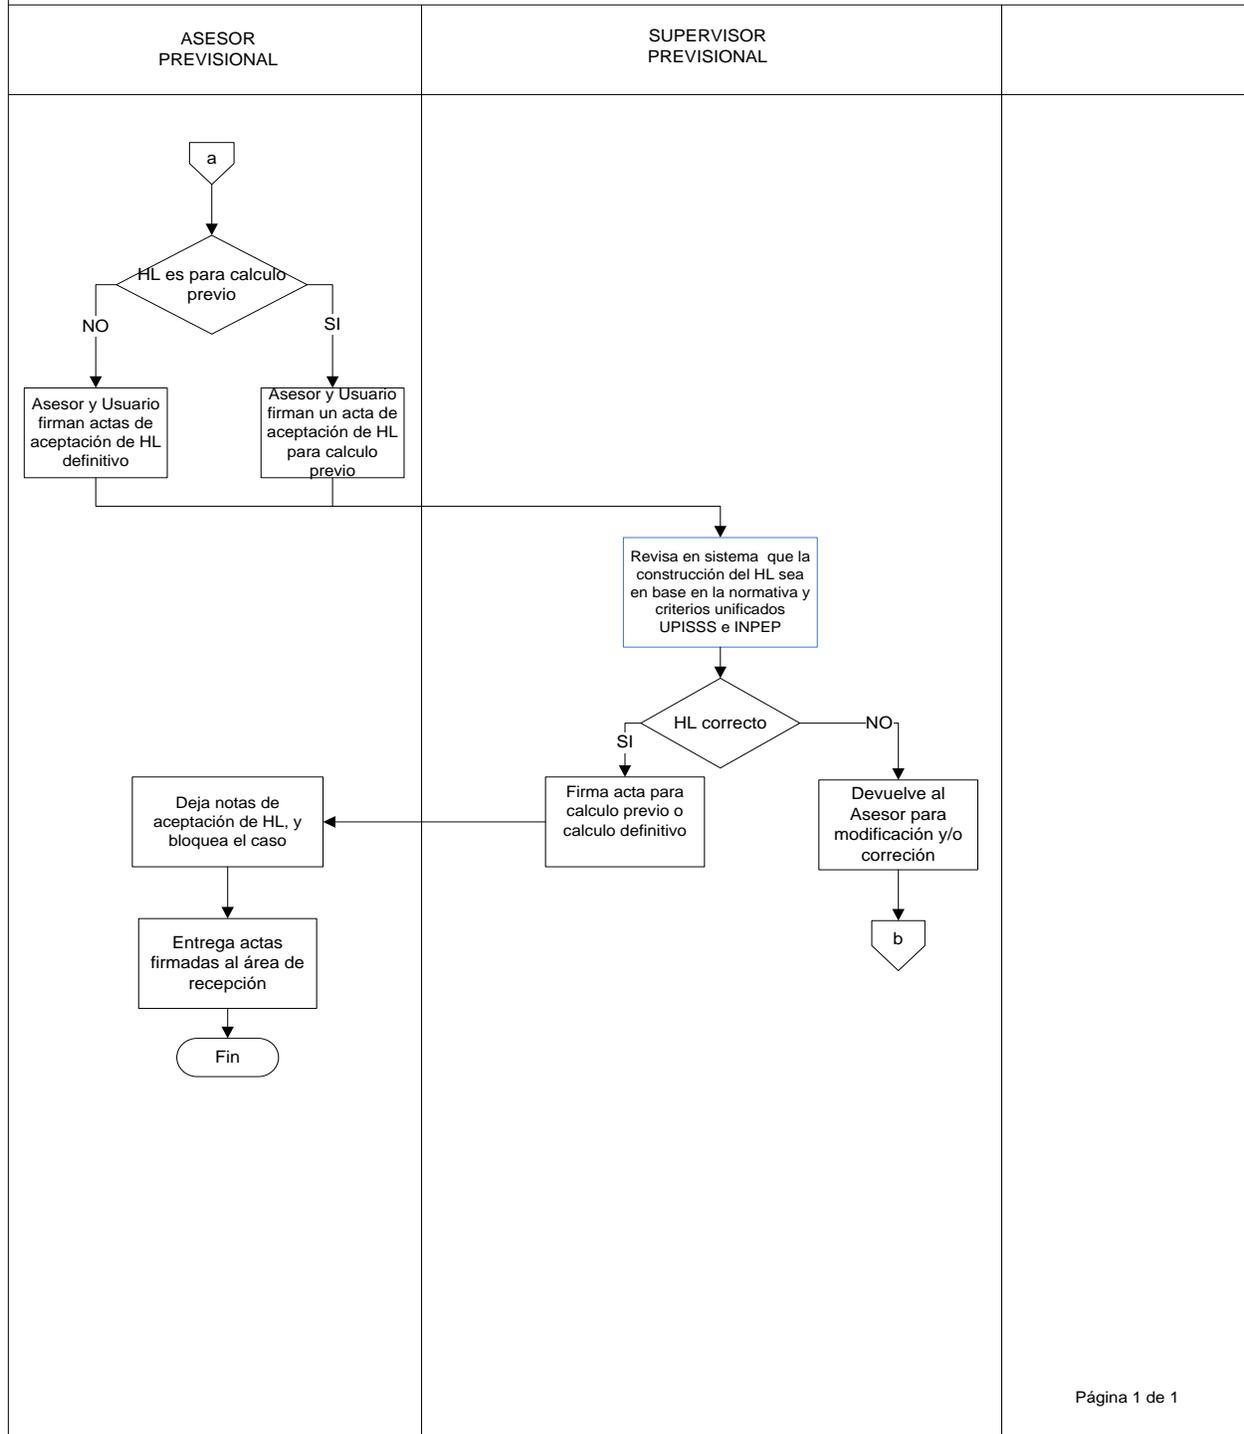 ASESOR
PREVISIONAL
SUPERVISOR
PREVISIONAL
a
HL es para calculo
previo
NO
SI
Asesor y Usuario
firman actas de
aceptación de HL
definitivo
Asesor y Usuario
firman un acta de
aceptación de HL
para calculo
previo
Revisa en sistema  que la
construcción del HL sea
en base en la normativa y
criterios unificados
UPISSS e INPEP
HL correcto
SI
NO
Firma acta para
calculo previo o
calculo definitivo
Devuelve al
Asesor para
modificación y/o
correción
Deja notas de
aceptación de HL, y
bloquea el caso
b
Entrega actas
firmadas al área de
recepción
Fin
Página 1 de 1